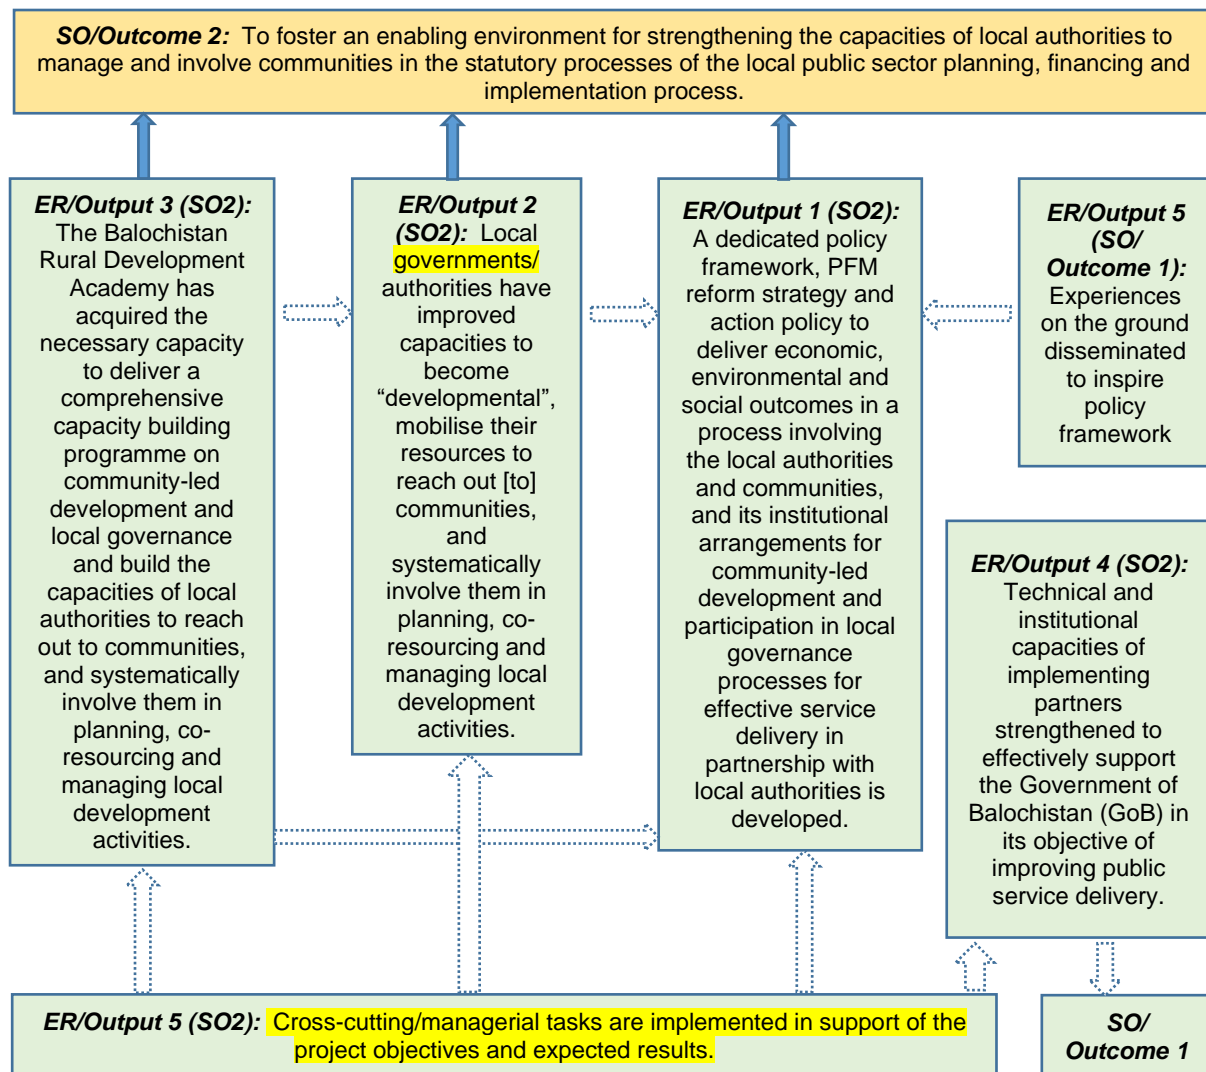 SO/Outcome 2: To foster an enabling environment for strengthening the capacities of local authorities to
manage and involve communities in the statutory processes of the local public sector planning, financing and
implementation process.
ER/Output 3 (SO2):
The Balochistan
Rural Development
Academy has
acquired the
necessary capacity
to deliver a
comprehensive
capacity building
programme on
community-led
development and
local governance
and build the
capacities of local
authorities to reach
out to communities,
and systematically
involve them in
planning, co-
resourcing and
managing local
development
activities.
ER/Output 2
(SO2): Local
governments/
authorities have
improved
capacities to
become
“developmental”,
mobilise their
resources to
reach out [to]
communities,
and
systematically
involve them in
planning, co-
resourcing and
managing local
development
activities.
ER/Output 1 (SO2):
A dedicated policy
framework, PFM
reform strategy and
action policy to
deliver economic,
environmental and
social outcomes in a
process involving
the local authorities
and communities,
and its institutional
arrangements for
community-led
development and
participation in local
governance
processes for
effective service
delivery in
partnership with
local authorities is
developed.
ER/Output 5
(SO/
Outcome 1):
Experiences
on the ground
disseminated
to inspire
policy
framework
ER/Output 4 (SO2):
Technical and
institutional
capacities of
implementing
partners
strengthened to
effectively support
the Government of
Balochistan (GoB) in
its objective of
improving public
service delivery.
ER/Output 5 (SO2): Cross-cutting/managerial tasks are implemented in support of the
project objectives and expected results.
SO/
Outcome 1